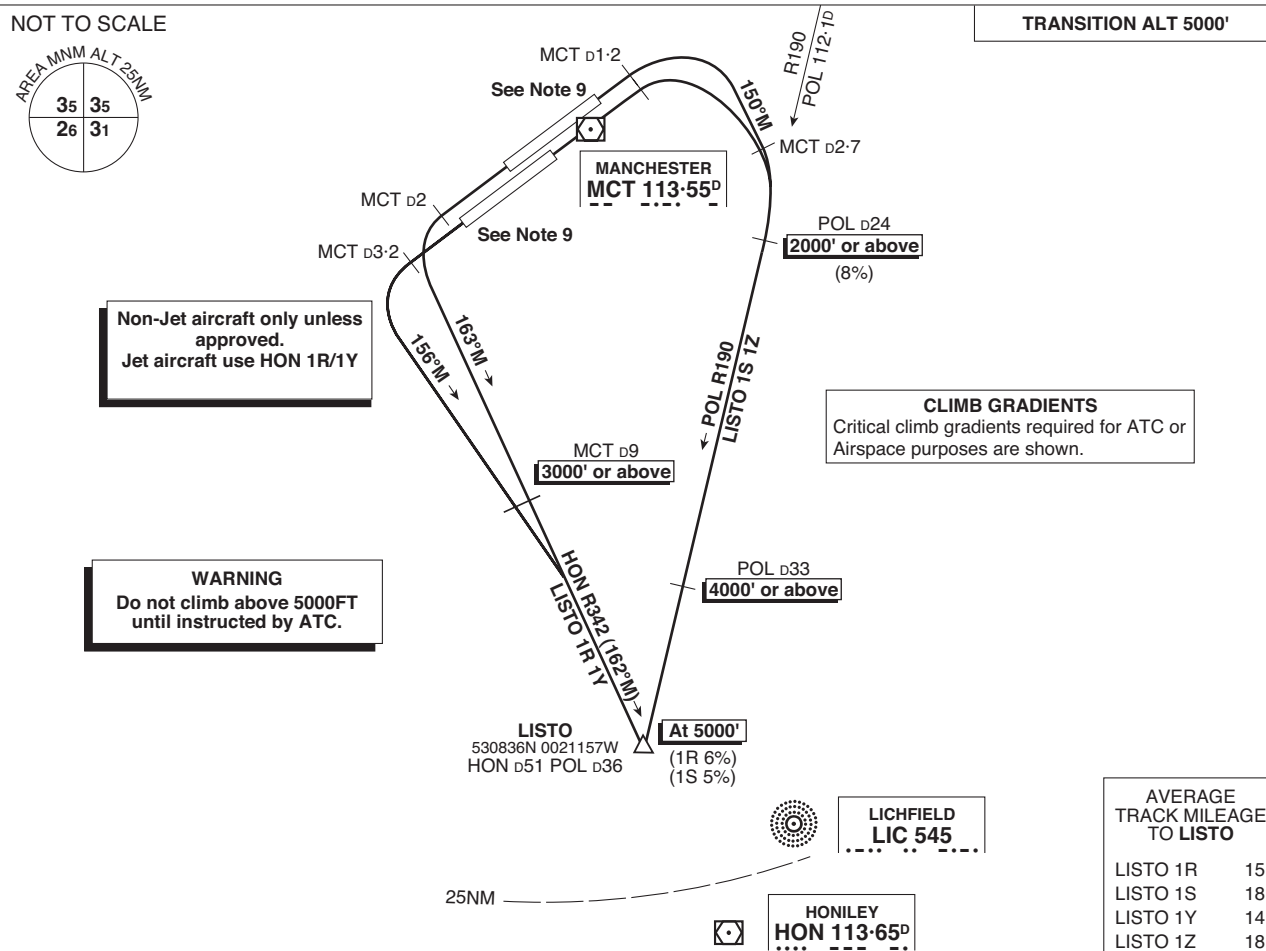 NOT TO SCALE
TRANSITION ALT 5000'
AREA MNM ALT 25NM
35 35
26 31
MCT D1·2
See Note 9
R190
POL 112·1D
150°M
MCT D2·7
MANCHESTER
MCT 113·55D
MCT D2
See Note 9
MCT D3·2
POL D24
2000' or above
(8%)
Non-Jet aircraft only unless
approved.
Jet aircraft use HON 1R/1Y
156°M
163°M
POL R190
LISTO 1S 1Z
CLIMB GRADIENTS
Critical climb gradients required for ATC or
Airspace purposes are shown.
MCT D9
3000' or above
WARNING
Do not climb above 5000FT
until instructed by ATC.
HON R342 (162°M)
LISTO 1R 1Y
POL D33
4000' or above
LISTO
530836N 0021157W
HON D51 POL D36
At 5000'
(1R 6%)
(1S 5%)
LICHFIELD
LIC 545
25NM
HONILEY
HON 113·65D
AVERAGE
TRACK MILEAGE
TO LISTO
LISTO 1R 15
LISTO 1S 18
LISTO 1Y 14
LISTO 1Z 18